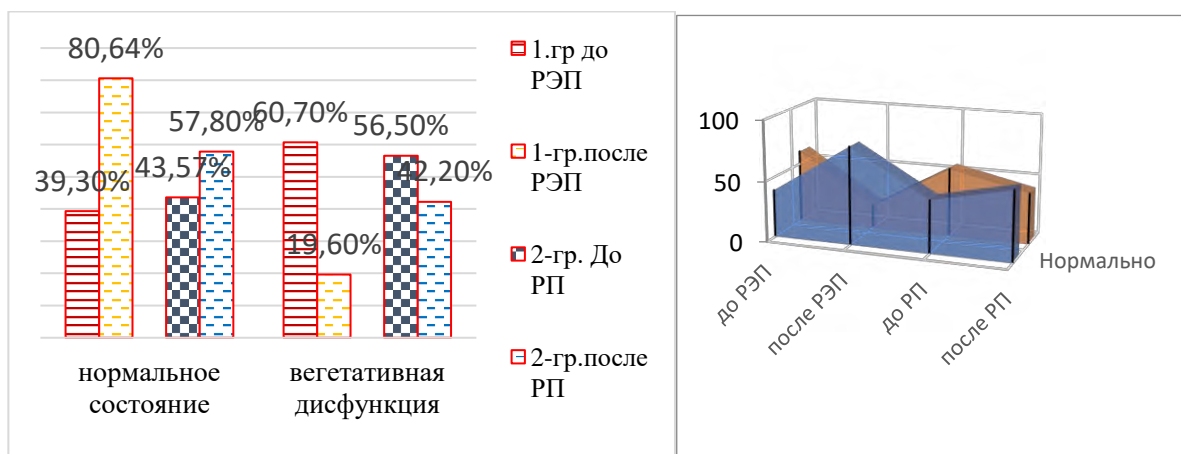 80,64%
39,30%
43,57%
57,80%
60,70%
19,60%
56,50%
42,20%
нормальное
состояние
вегетативная
дисфункция
1.гр до
РЭП
1-гр.после
РЭП
2-гр. До
РП
2-гр.после
РП
100
50
0
до РЭП
после РЭП
до РП
после РП
Нормально